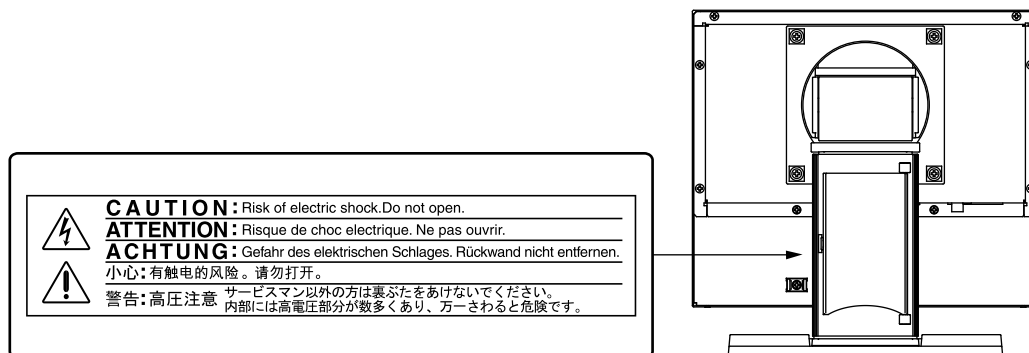 CAUTION: Risk of electric shock.Do not open.
ATTENTION: Risque de choc electrique. Ne pas ouvrir.
ACHTUNG: Gefahr des elektrischen Schlages. Rückwand nicht entfernen.
小心:有触电的风险。请勿打开。
警告:高圧注意 サービスマン以外の方は裏ぶたをあけないでください。
内部には高電圧部分が数多くあり、万一さわると危険です。